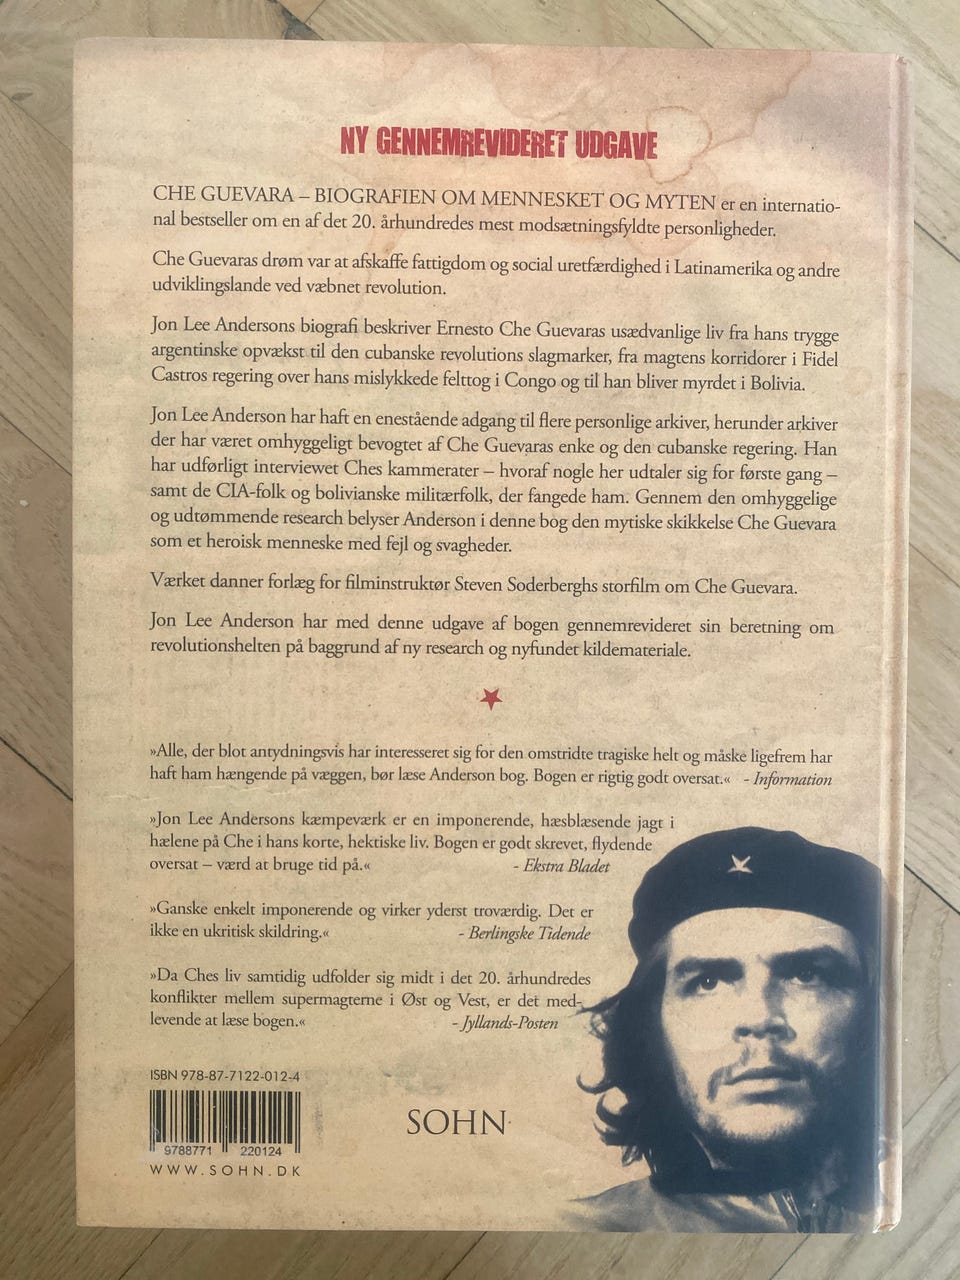 NY GENNEMREVIDERET UDGAVE
CHE GUEVARA – BIOGRAFIEN OM MENNESKET OG MYTEN er en internatio-
nal bestseller om en af det 20. århundredes mest modsætningsfyldte personligheder.
Che Guevaras drøm var at afskaffe fattigdom og social uretfærdighed i Latinamerika og andre
udviklingslande ved væbnet revolution.
Jon Lee Andersons biografi beskriver Ernesto Che Guevaras usædvanlige liv fra hans trygge
argentinske opvækst til den cubanske revolutions slagmarker, fra magtens korridorer i Fidel
Castros regering over hans mislykkede felttog i Congo og til han bliver myrdet i Bolivia.
Jon Lee Anderson har haft en enestående adgang til flere personlige arkiver, herunder arkiver
der har været omhyggeligt bevogtet af Che Guevaras enke og den cubanske regering. Han
har udførligt interviewet Ches kammerater – hvoraf nogle her udtaler sig for første gang –
samt de CIA-folk og bolivianske militærfolk, der fangede ham. Gennem den omhyggelige
og udtømmende research belyser Anderson i denne bog den mytiske skikkelse Che Guevara
som et heroisk menneske med fejl og svagheder.
Værket danner forlæg for filminstruktør Steven Soderberghs storfilm om Che Guevara.
Jon Lee Anderson har med denne udgave af bogen gennemrevideret sin beretning om
revolutionshelten på baggrund af ny research og nyfundet kildemateriale.
»Alle, der blot antydningsvis har interesseret sig for den omstridte tragiske helt og måske ligefrem har
haft ham hængende på væggen, bør læse Anderson bog. Bogen er rigtig godt oversat.« - Information
»Jon Lee Andersons kæmpeværk er en imponerende, hæsblæsende jagt i
hælene på Che i hans korte, hektiske liv. Bogen er godt skrevet, flydende
oversat – værd at bruge tid på.« - Ekstra Bladet
»Ganske enkelt imponerende og virker yderst troværdig. Det er
ikke en ukritisk skildring.« - Berlingske Tidende
»Da Ches liv samtidig udfolder sig midt i det 20. århundredes
konflikter mellem supermagterne i Øst og Vest, er det med-
levende at læse bogen.« - Jyllands-Posten
ISBN 978-87-7122-012-4
9788771 220124
WWW.SOHN.DK
SOHN